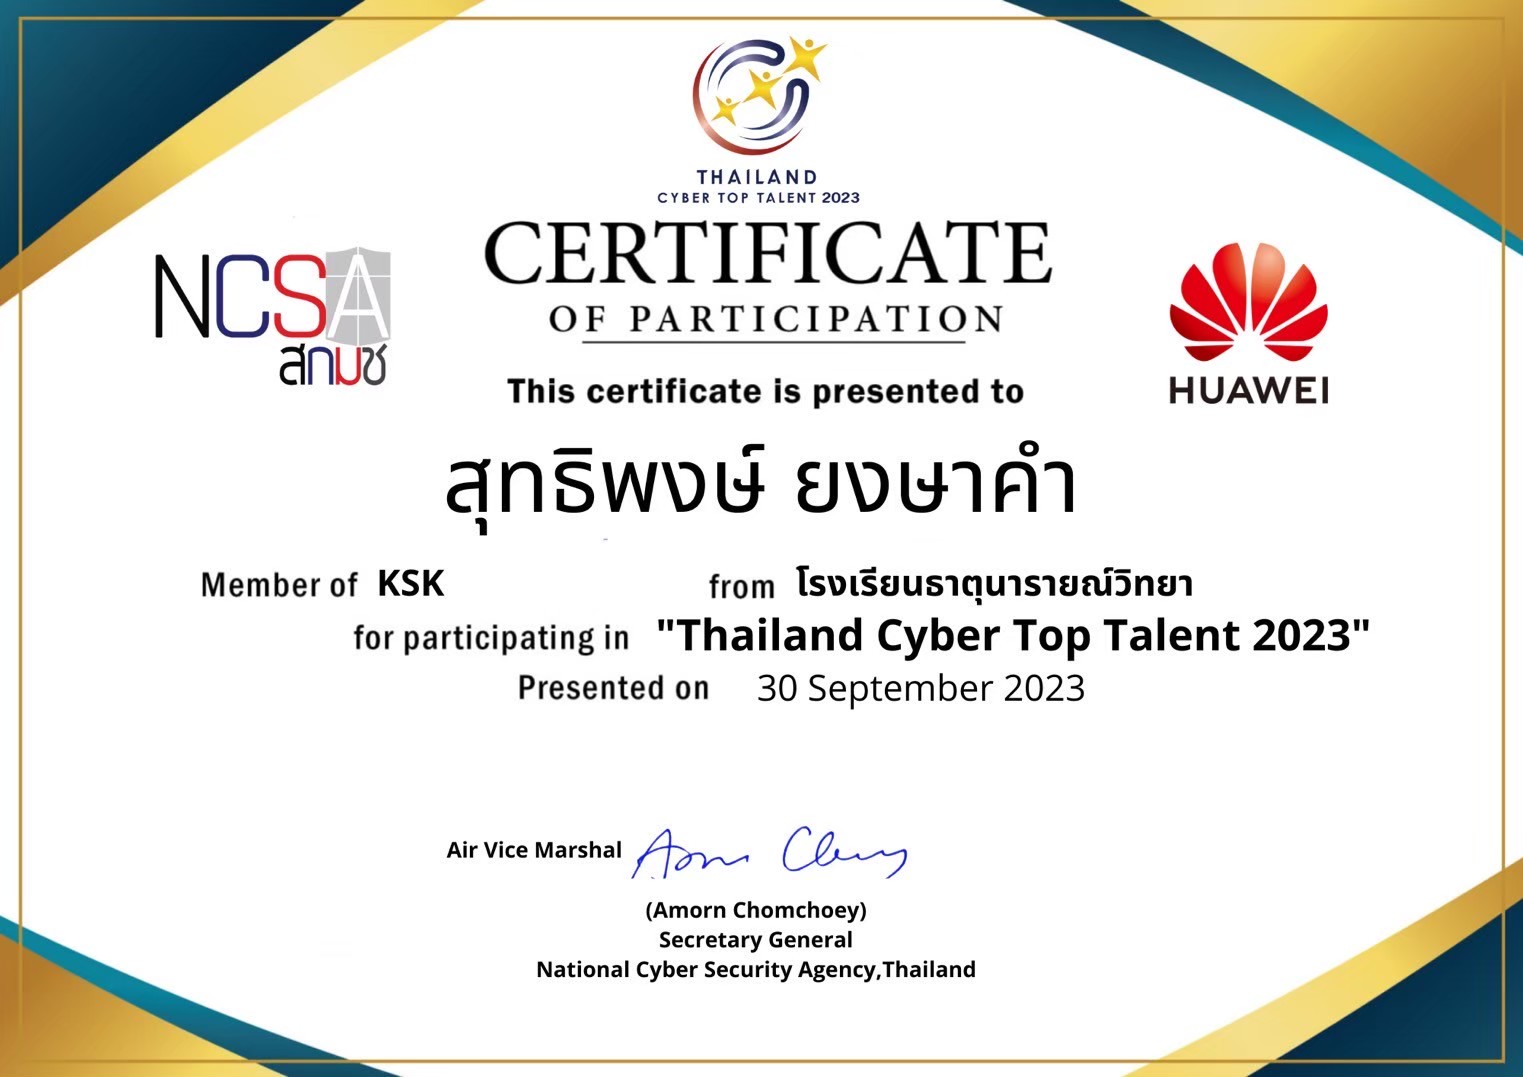 THAILAND
CYBER TOP TALENT 2023
NCSA
สกมช
CERTIFICATE
OF PARTICIPATION
HUAWEI
This certificate is presented to
สุทธิพงษ์ ยงษาคำ
Member of KSK from โรงเรียนธาตุนารายณ์วิทยา
for participating in "Thailand Cyber Top Talent 2023"
Presented on 30 September 2023
Air Vice Marshal
(Amorn Chomchoey)
Secretary General
National Cyber Security Agency,Thailand